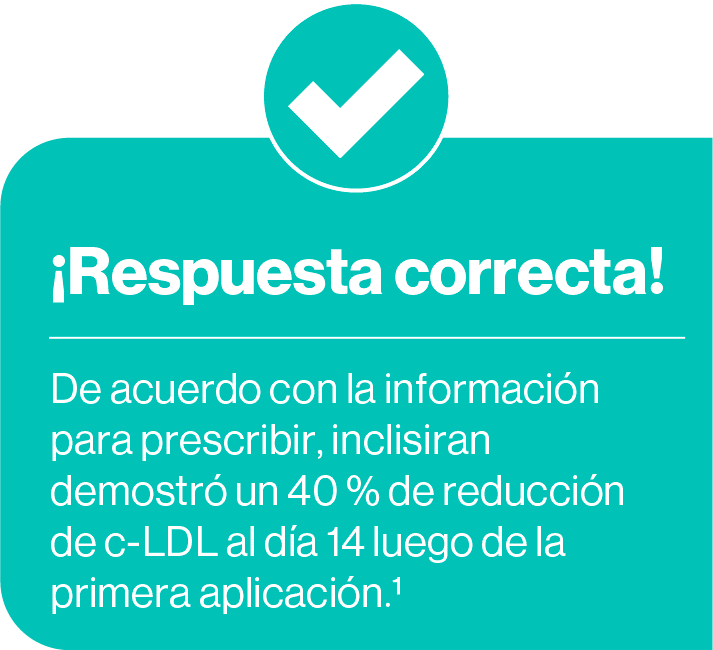 ¡Respuesta correcta!
De acuerdo con la información
para prescribir, inclisiran
demostró un 40 % de reducción
de c-LDL al día 14 luego de la
primera aplicación.¹